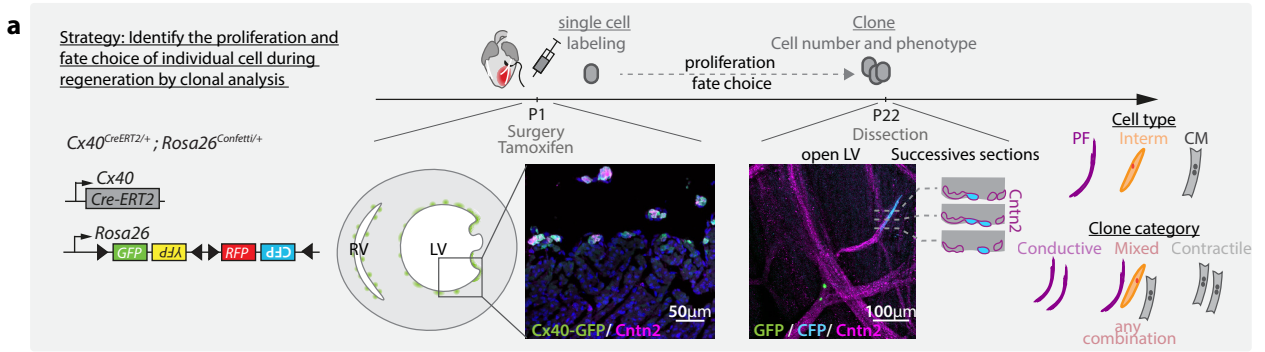 a
Strategy: Identify the proliferation and
fate choice of individual cell during
regeneration by clonal analysis
Cx40CreERT2/+ ; Rosa26Confetti/+
Cx40
Cre-ERT2
Rosa26
GFP YFP RFP CFP
single cell
labeling
Clone
Cell number and phenotype
proliferation
fate choice
P1
Surgery
Tamoxifen
P22
Dissection
RV
LV
50µm
Cx40-GFP/ Cntn2
open LV
Successives sections
100µm
GFP / CFP/ Cntn2
Cntn2
Cell type
PF Interm CM
Clone category
Conductive Mixed Contractile
any
combination